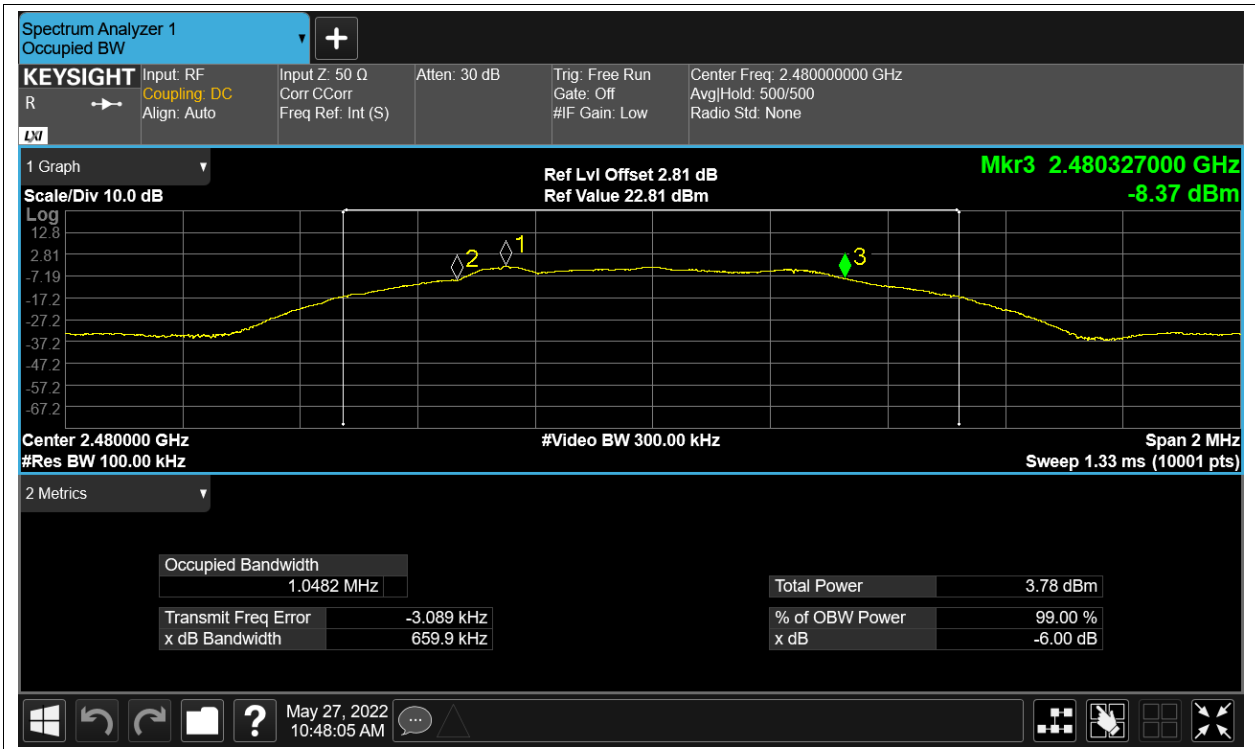 Spectrum Analyzer 1
Occupied BW
KEYSIGHT
R
LXI
Input: RF
Coupling: DC
Align: Auto
Input Z: 50 Ω
Corr CCorr
Freq Ref: Int (S)
Atten: 30 dB
Trig: Free Run
Gate: Off
#IF Gain: Low
Center Freq: 2.480000000 GHz
Avg|Hold: 500/500
Radio Std: None
1 Graph
Scale/Div 10.0 dB
Ref Lvl Offset 2.81 dB
Ref Value 22.81 dBm
Mkr3 2.480327000 GHz
-8.37 dBm
Log
12.8
2.81
-7.19
-17.2
-27.2
-37.2
-47.2
-57.2
-67.2
2
1
3
Center 2.480000 GHz
#Res BW 100.00 kHz
#Video BW 300.00 kHz
Span 2 MHz
Sweep 1.33 ms (10001 pts)
2 Metrics
Occupied Bandwidth
1.0482 MHz
Transmit Freq Error -3.089 kHz
x dB Bandwidth 659.9 kHz
Total Power 3.78 dBm
% of OBW Power 99.00 %
x dB -6.00 dB
?
May 27, 2022
10:48:05 AM